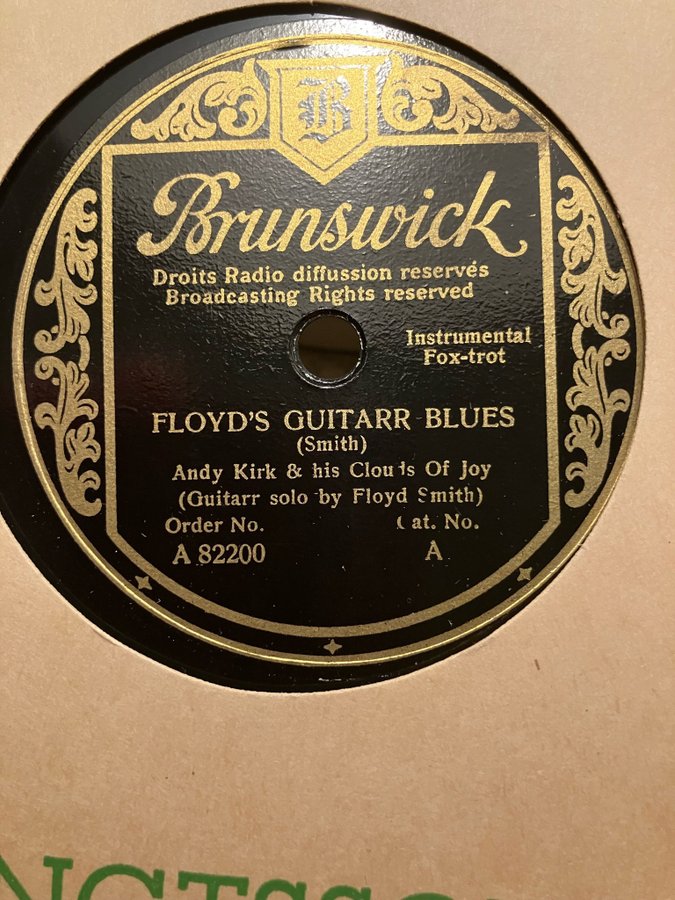 B
Brunswick
Droits Radio diffussion reservés
Broadcasting Rights reserved
Instrumental
Fox-trot
FLOYD'S GUITARR BLUES
(Smith)
Andy Kirk & his Clouds Of Joy
(Guitarr solo by Floyd Smith)
Order No. Cat. No.
A 82200 A